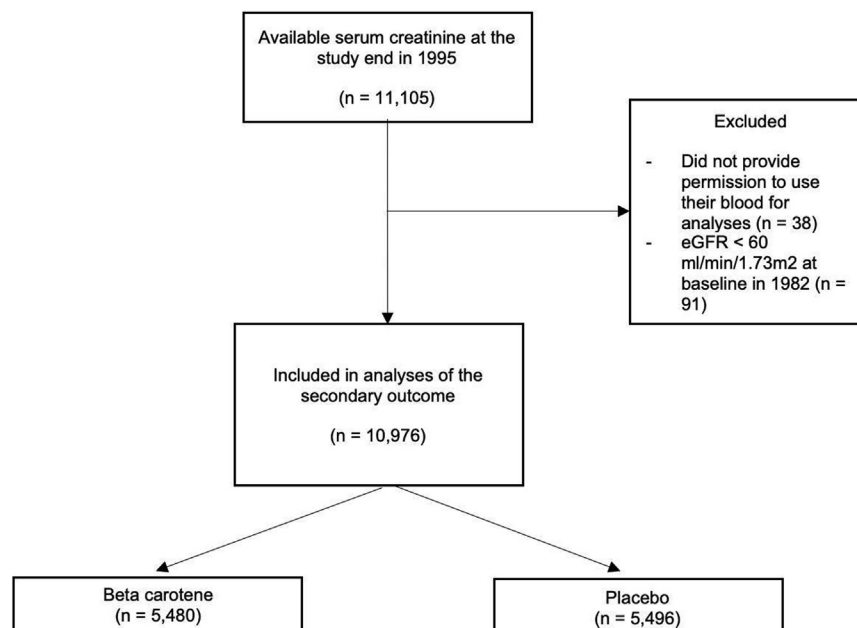 Available serum creatinine at the
study end in 1995
(n = 11,105)
Excluded
- Did not provide
permission to use
their blood for
analyses (n = 38)
- eGFR < 60
ml/min/1.73m2 at
baseline in 1982 (n =
91)
Included in analyses of the
secondary outcome
(n = 10,976)
Beta carotene
(n = 5,480)
Placebo
(n = 5,496)